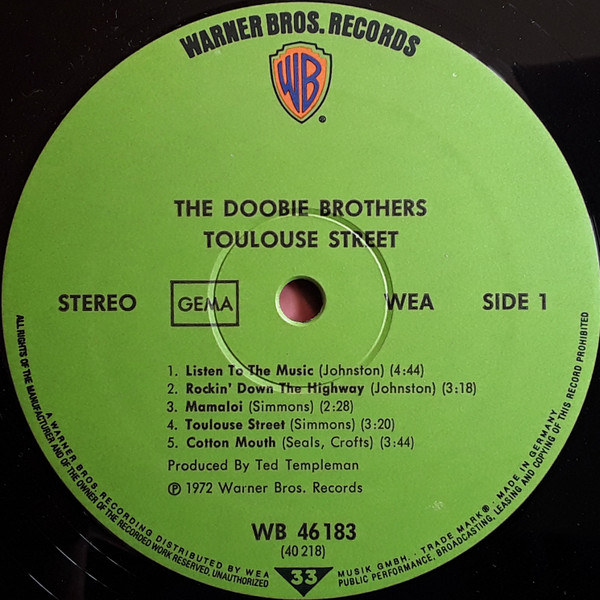 WARNER BROS. RECORDS
WB
®
THE DOOBIE BROTHERS
TOULOUSE STREET
STEREO GEMA WEA SIDE 1
1. Listen To The Music (Johnston) (4:44)
2. Rockin' Down The Highway (Johnston) (3:18)
3. Mamaloi (Simmons) (2:28)
4. Toulouse Street (Simmons) (3:20)
5. Cotton Mouth (Seals, Crofts) (3:44)
Produced By Ted Templeman
℗ 1972 Warner Bros. Records
WB 46 183
(40 218)
33
A WARNER BROS. RECORDING DISTRIBUTED BY WEA MUSIK GMBH. · TRADE MARK® · MADE IN GERMANY
ALL RIGHTS OF THE MANUFACTURER AND OF THE OWNER OF THE RECORDED WORK RESERVED, UNAUTHORIZED PUBLIC PERFORMANCE, BROADCASTING, LEASING AND COPYING OF THIS RECORD PROHIBITED